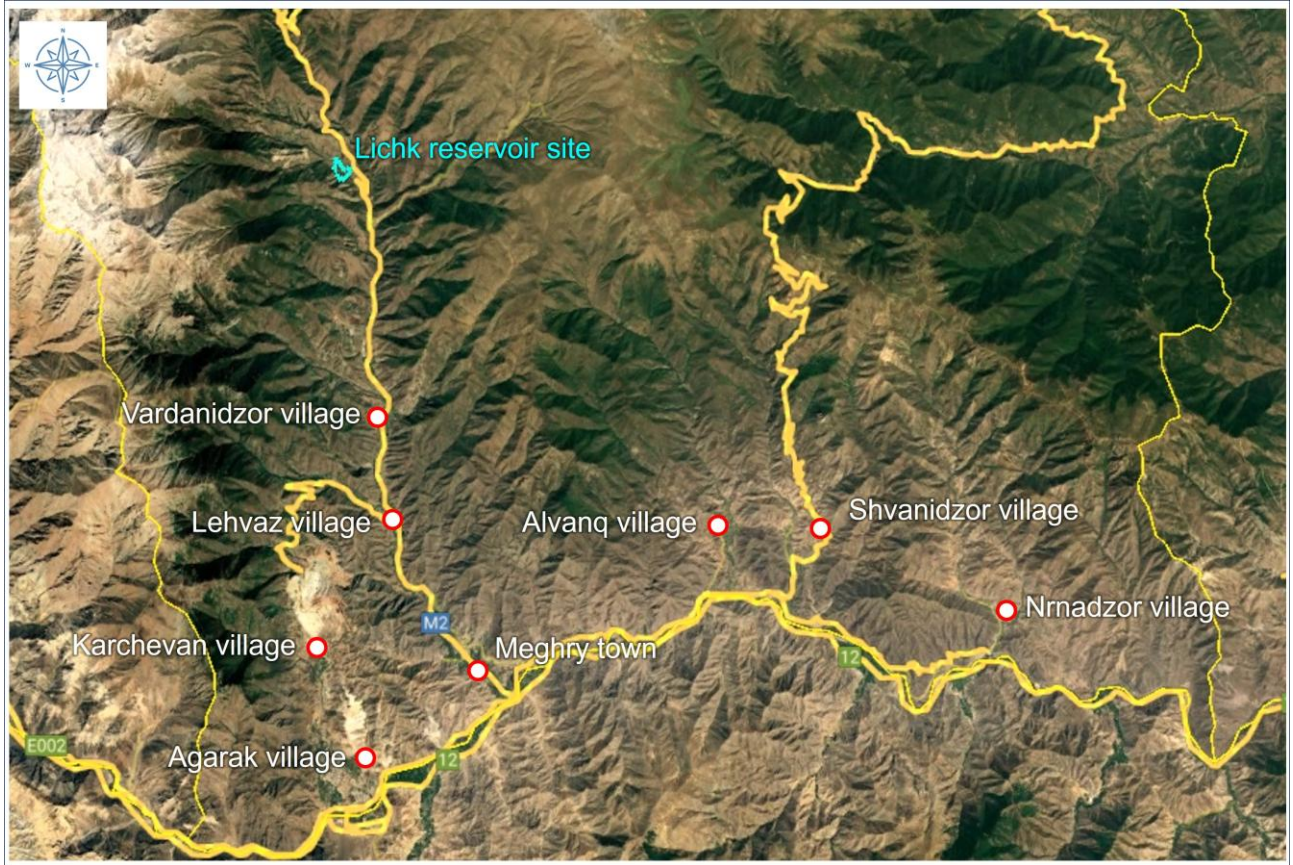 N
W E
S
Lichk reservoir site
Vardanidzor village
Lehvaz village
Alvanq village
Shvanidzor village
Nrnadzor village
M2
Karchevan village
Meghry town
12
E002
Agarak village
12